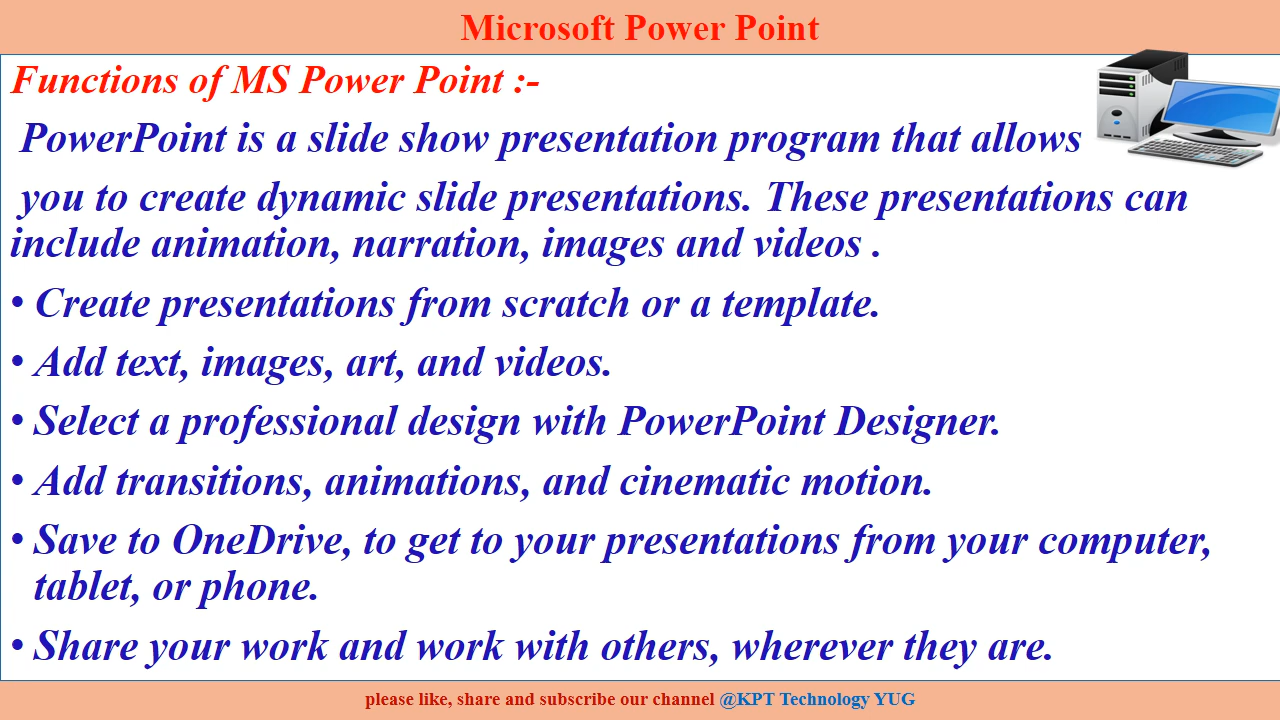 Microsoft Power Point
Functions of MS Power Point :-
PowerPoint is a slide show presentation program that allows
you to create dynamic slide presentations. These presentations can
include animation, narration, images and videos .
• Create presentations from scratch or a template.
• Add text, images, art, and videos.
• Select a professional design with PowerPoint Designer.
• Add transitions, animations, and cinematic motion.
• Save to OneDrive, to get to your presentations from your computer,
tablet, or phone.
• Share your work and work with others, wherever they are.
please like, share and subscribe our channel @KPT Technology YUG